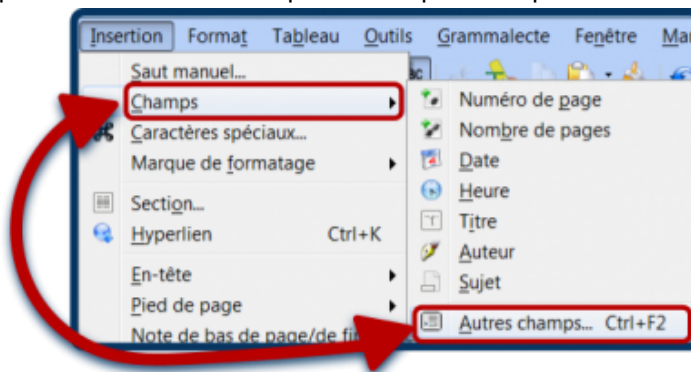 Insertion Format Tableau Outils Grammalecte Fenêtre
Saut manuel...
Champs
Caractères spéciaux...
Marque de formatage
Section...
Hyperlien Ctrl+K
En-tête
Pied de page
Note de bas de page/de
Numéro de page
Nombre de pages
Date
Heure
Titre
Auteur
Sujet
Autres champs... Ctrl+F2